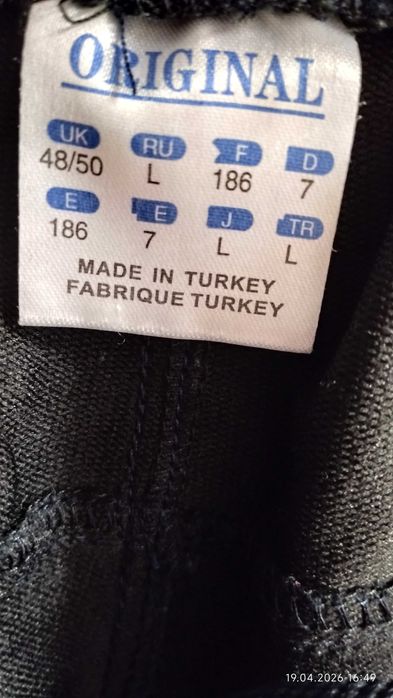 ORIGINAL
UK RU F D
48/50 L 186 7
E E J TR
186 7 L L
MADE IN TURKEY
FABRIQUE TURKEY
19.04.2026 16:49